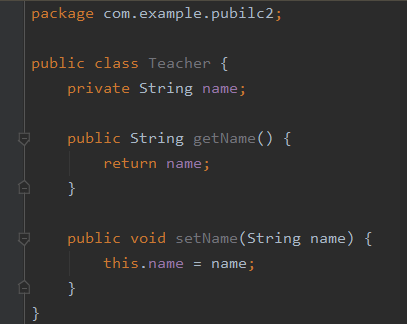 package com.example.pubilc2;
public class Teacher {
private String name;
public String getName() {
return name;
}
public void setName(String name) {
this.name = name;
}
}